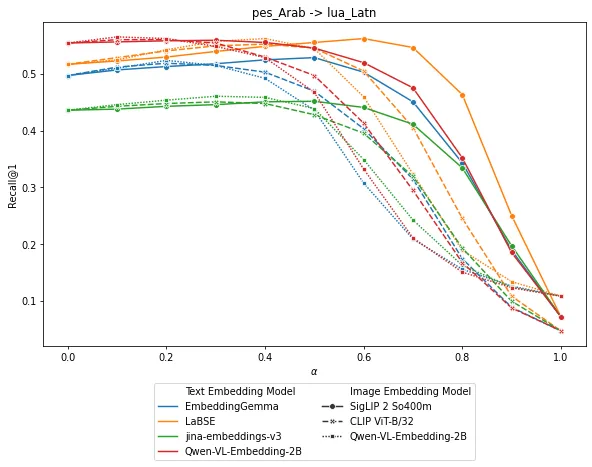 pes_Arab -> lua_Latn
Recall@1
0.5
0.4
0.3
0.2
0.1
0.0 0.2 0.4 0.6 0.8 1.0
α
Text Embedding Model
EmbeddingGemma
LaBSE
jina-embeddings-v3
Qwen-VL-Embedding-2B
Image Embedding Model
SigLIP 2 So400m
CLIP ViT-B/32
Qwen-VL-Embedding-2B